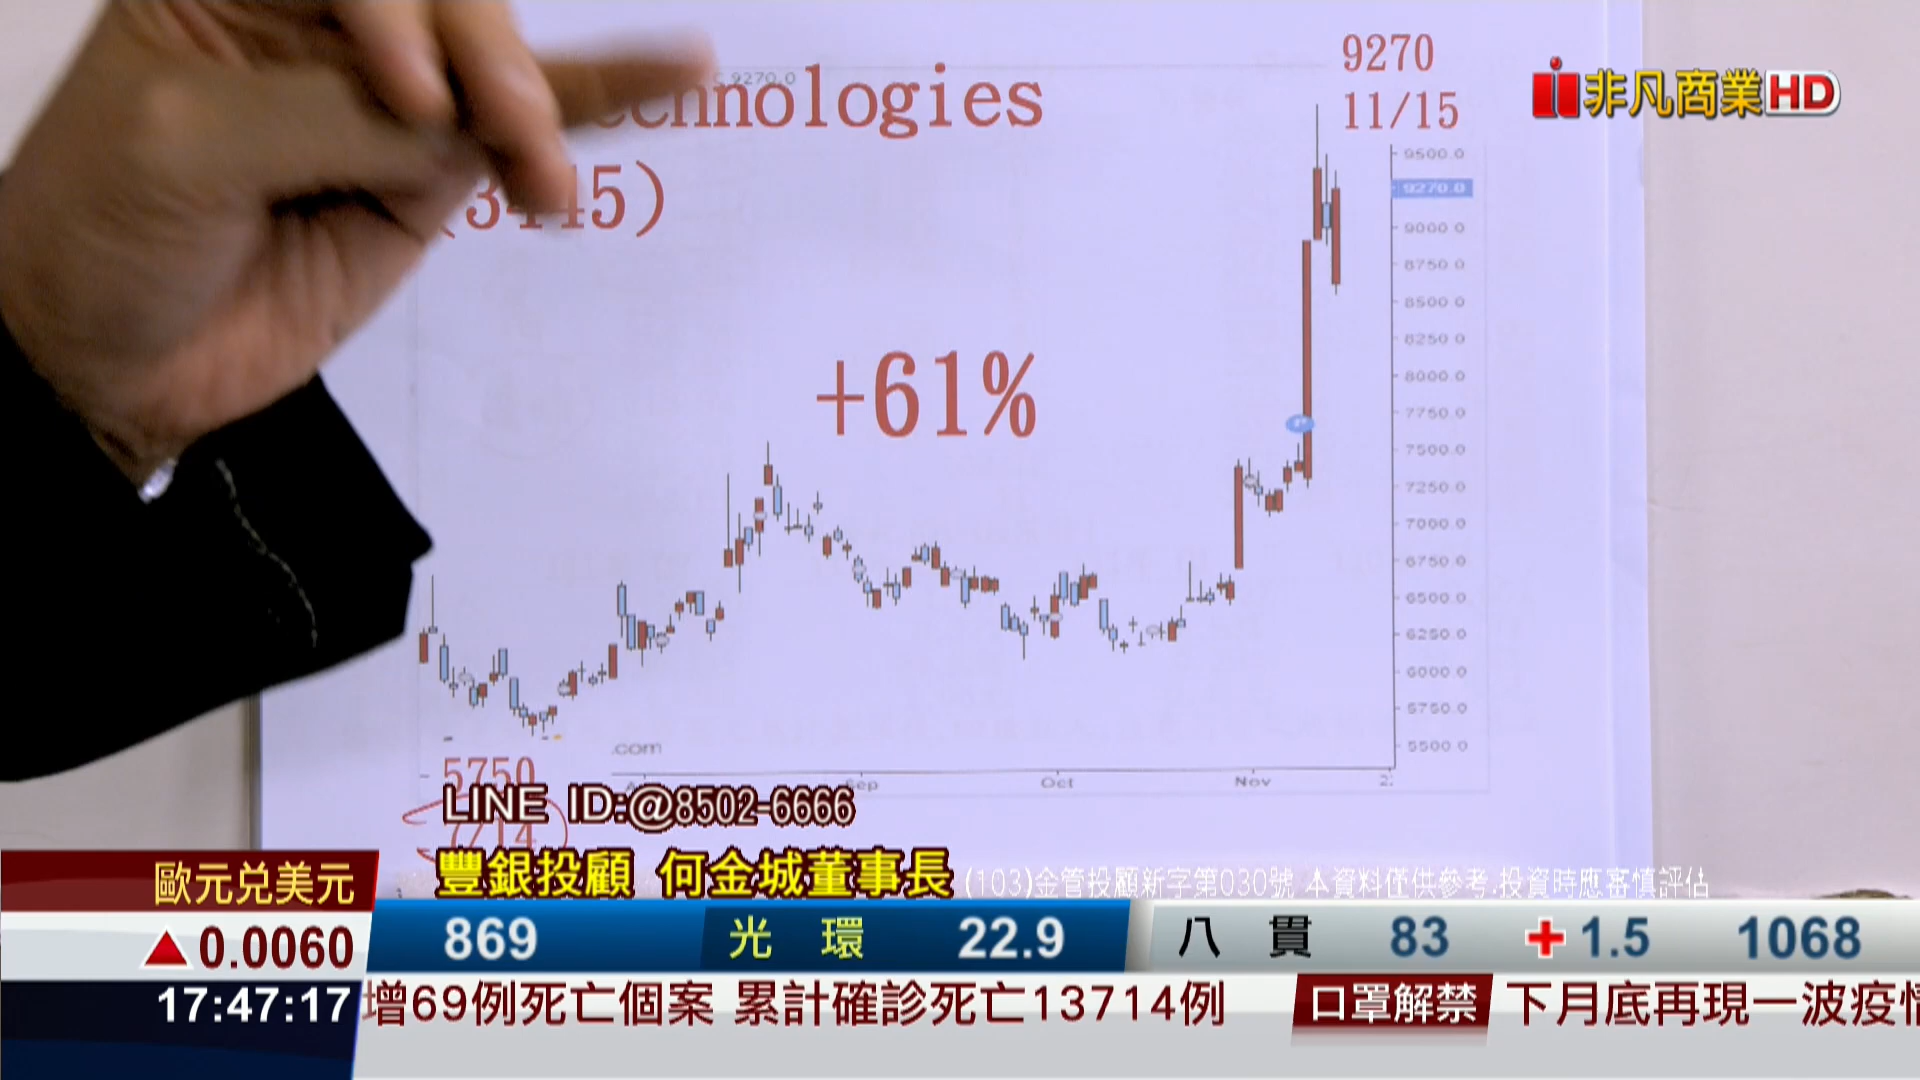 9270
11/15
非凡商業HD
C 9270.0
echnologies
(3445)
+61%
9500.0
9270.0
9000.0
8750.0
8500.0
8250.0
8000.0
7750.0
7500.0
7250.0
7000.0
6750.0
6500.0
6250.0
6000.0
5750.0
5500.0
.com
Sep
Oct
Nov
5750
7/14
LINE ID:@8502-6666
豐銀投顧 何金城董事長
(103)金管投顧新字第030號 本資料僅供參考.投資時應審慎評估
歐元兌美元
▲0.0060
869 光環 22.9 八貫 83 +1.5 1068
17:47:17
增69例死亡個案 累計確診死亡13714例 口罩解禁 下月底再現一波疫情